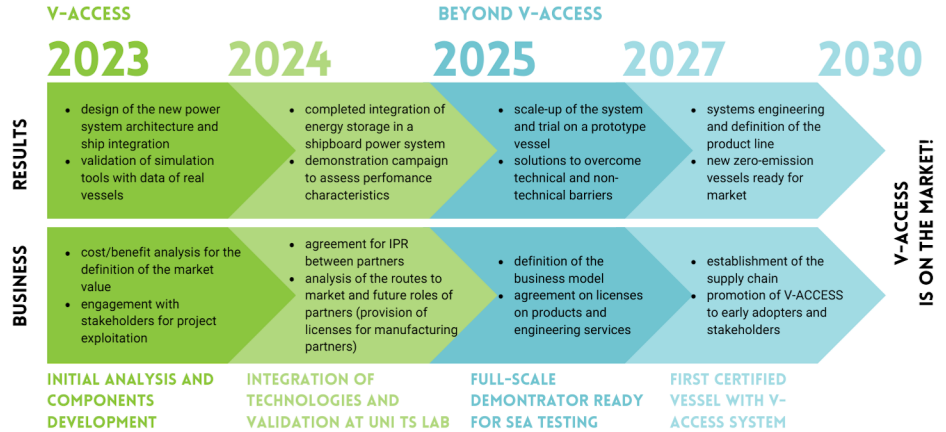 V-ACCESS
BEYOND V-ACCESS
2023
2024
2025
2027
2030
RESULTS
• design of the new power
system architecture and
ship integration
• validation of simulation
tools with data of real
vessels
• completed integration of
energy storage in a
shipboard power system
• demonstration campaign
to assess perfomance
characteristics
• scale-up of the system
and trial on a prototype
vessel
• solutions to overcome
technical and non-
technical barriers
• systems engineering
and definition of the
product line
• new zero-emission
vessels ready for
market
BUSINESS
• cost/benefit analysis for the
definition of the market
value
• engagement with
stakeholders for project
exploitation
• agreement for IPR
between partners
• analysis of the routes to
market and future roles of
partners (provision of
licenses for manufacturing
partners)
• definition of the
business model
• agreement on licenses
on products and
engineering services
• establishment of the
supply chain
• promotion of V-ACCESS
to early adopters and
stakeholders
V-ACCESS
IS ON THE MARKET!
INITIAL ANALYSIS AND
COMPONENTS
DEVELOPMENT
INTEGRATION OF
TECHNOLOGIES AND
VALIDATION AT UNI TS LAB
FULL-SCALE
DEMONTRATOR READY
FOR SEA TESTING
FIRST CERTIFIED
VESSEL WITH V-
ACCESS SYSTEM